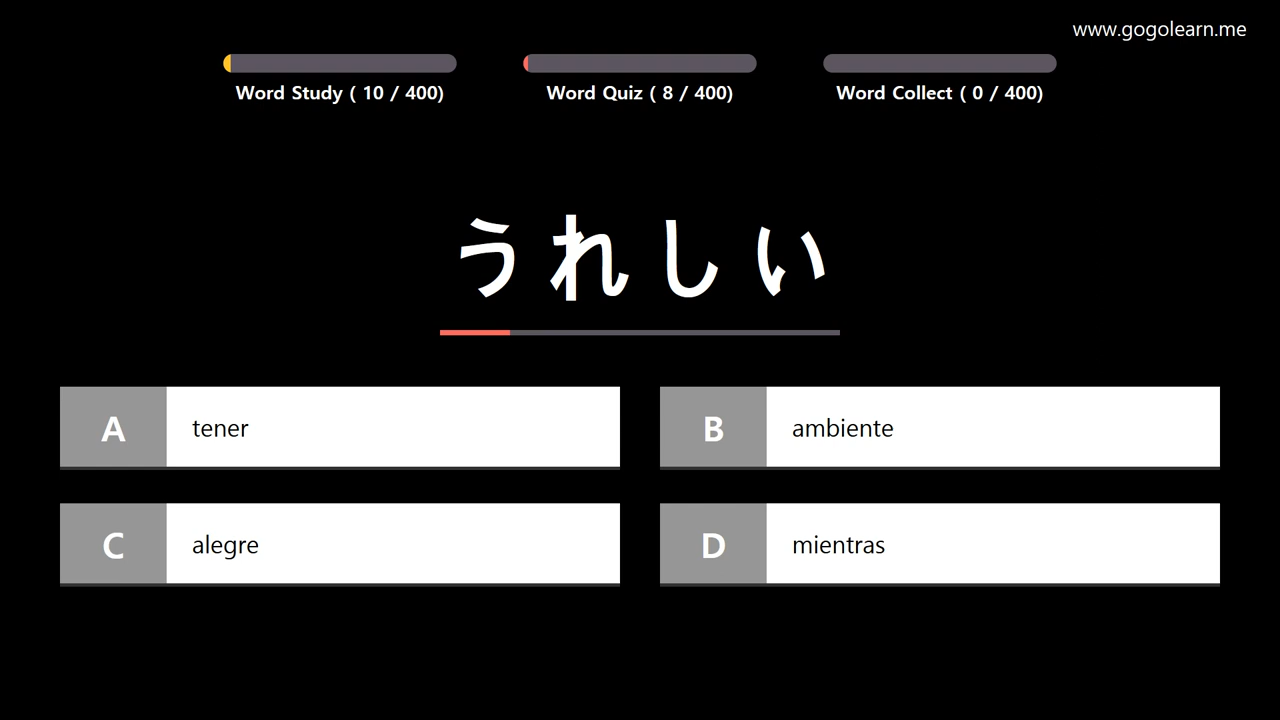 www.gogolearn.me
Word Study ( 10 / 400)
Word Quiz ( 8 / 400)
Word Collect ( 0 / 400)
うれしい
A tener
B ambiente
C alegre
D mientras